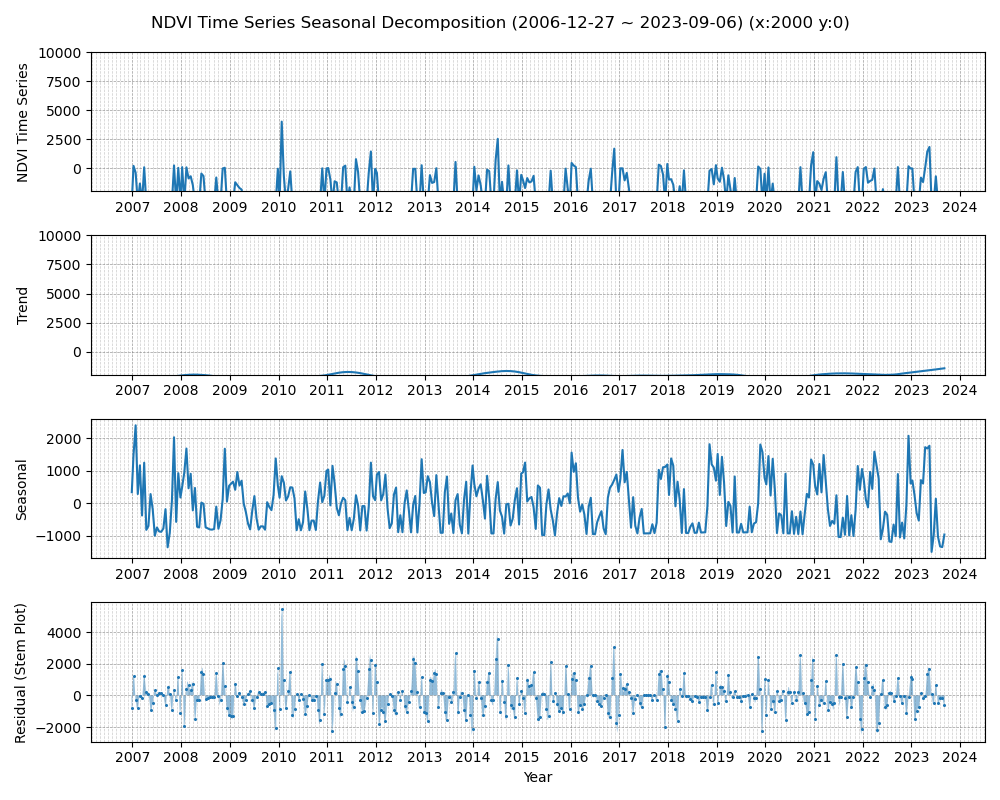 NDVI Time Series Seasonal Decomposition (2006-12-27 ~ 2023-09-06) (x:2000 y:0)
NDVI Time Series
10000
7500
5000
2500
0
2007 2008 2009 2010 2011 2012 2013 2014 2015 2016 2017 2018 2019 2020 2021 2022 2023 2024
Trend
10000
7500
5000
2500
0
2007 2008 2009 2010 2011 2012 2013 2014 2015 2016 2017 2018 2019 2020 2021 2022 2023 2024
Seasonal
2000
1000
0
−1000
2007 2008 2009 2010 2011 2012 2013 2014 2015 2016 2017 2018 2019 2020 2021 2022 2023 2024
Residual (Stem Plot)
4000
2000
0
−2000
2007 2008 2009 2010 2011 2012 2013 2014 2015 2016 2017 2018 2019 2020 2021 2022 2023 2024
Year